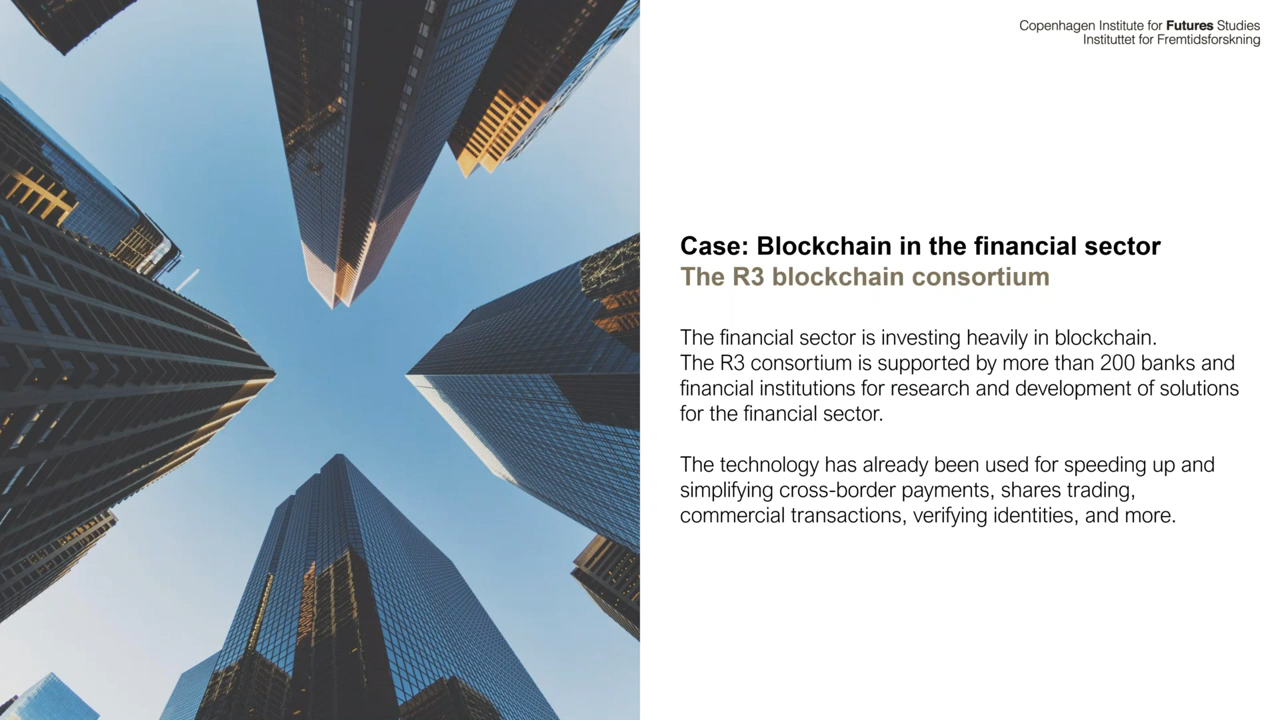 Copenhagen Institute for Futures Studies
Instituttet for Fremtidsforskning
Case: Blockchain in the financial sector
The R3 blockchain consortium
The financial sector is investing heavily in blockchain.
The R3 consortium is supported by more than 200 banks and
financial institutions for research and development of solutions
for the financial sector.
The technology has already been used for speeding up and
simplifying cross-border payments, shares trading,
commercial transactions, verifying identities, and more.